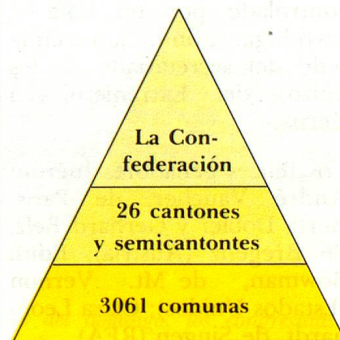 La Con-
federación
26 cantones
y semicantontes
3061 comunas